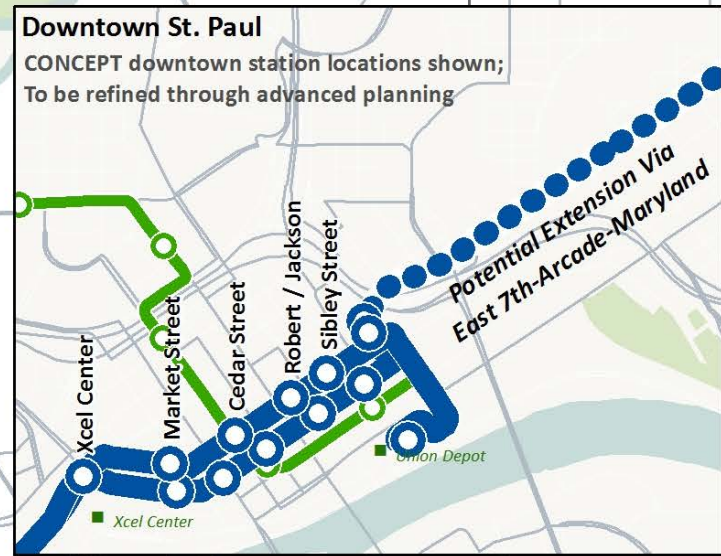 Downtown St. Paul
CONCEPT downtown station locations shown;
To be refined through advanced planning
Potential Extension Via
East 7th-Arcade-Maryland
Xcel Center
Market Street
Cedar Street
Robert / Jackson
Sibley Street
Union Depot
Xcel Center